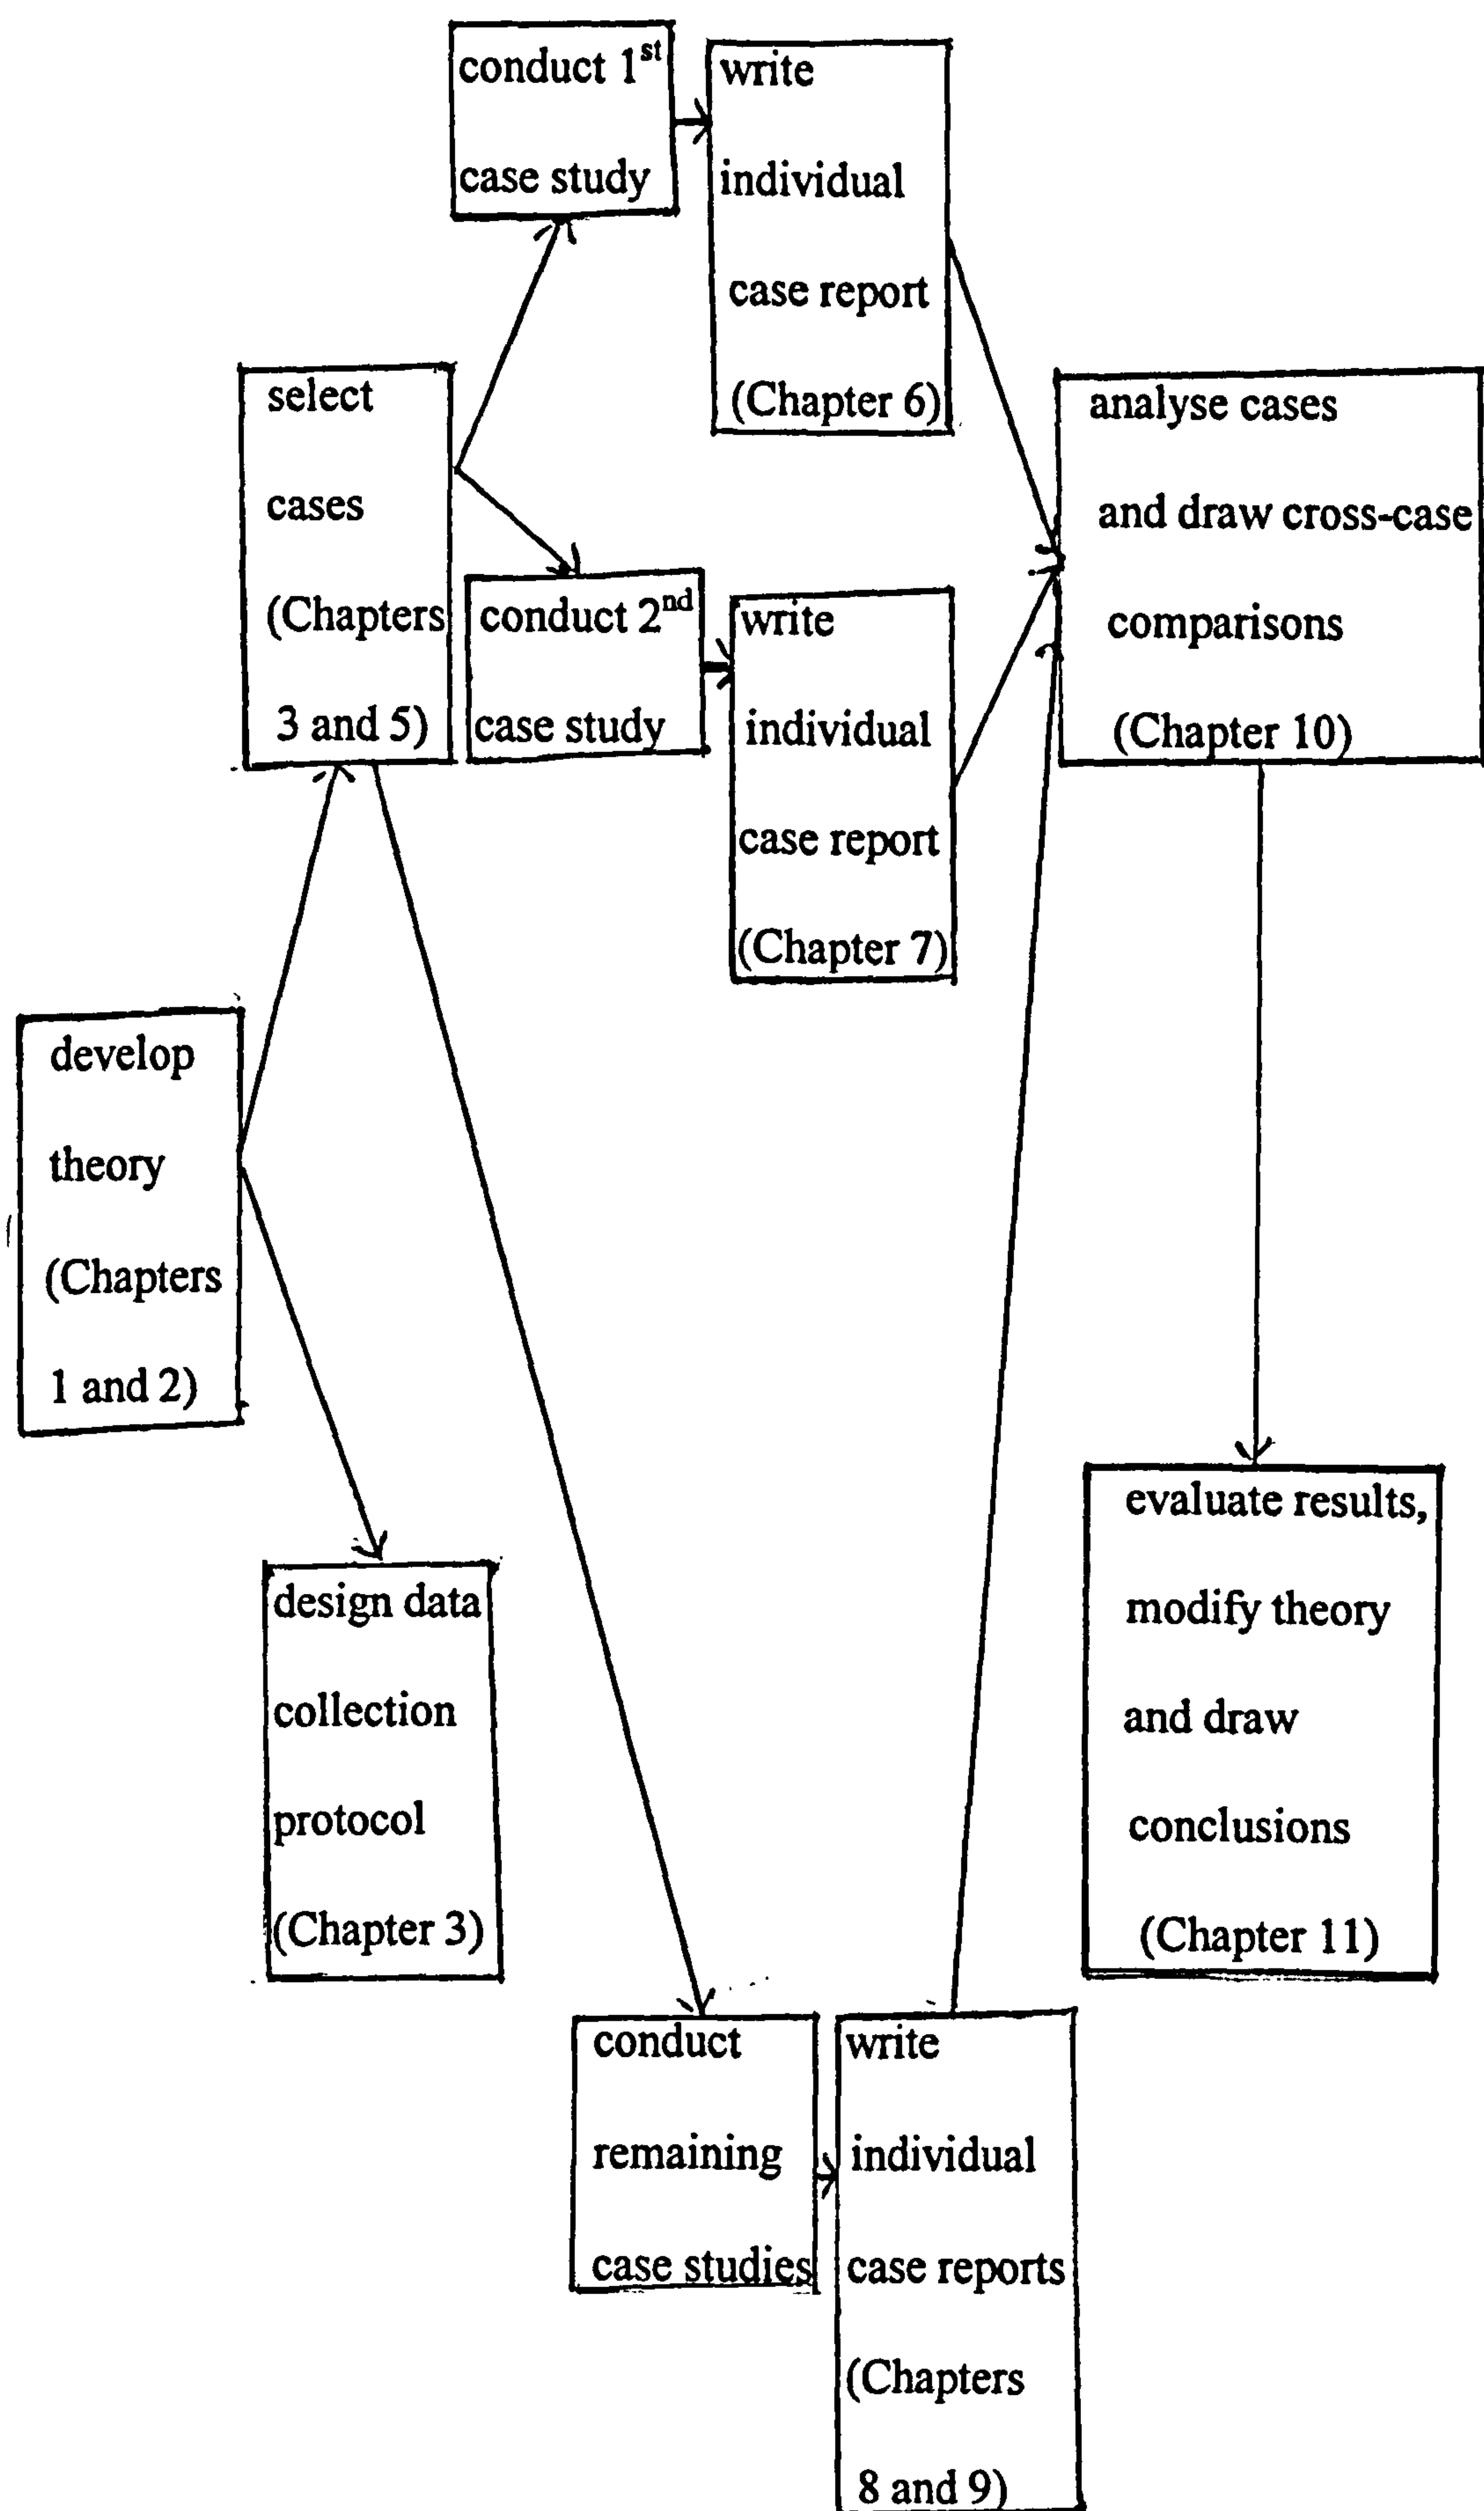 conduct 1st
case study
write
individual
case report
(Chapter 6)
select
cases
(Chapters
3 and 5)
conduct 2nd
case study
write
individual
case report
(Chapter 7)
analyse cases
and draw cross-case
comparisons
(Chapter 10)
develop
theory
(Chapters
1 and 2)
design data
collection
protocol
(Chapter 3)
evaluate results,
modify theory
and draw
conclusions
(Chapter 11)
conduct
remaining
case studies
write
individual
case reports
(Chapters
8 and 9)